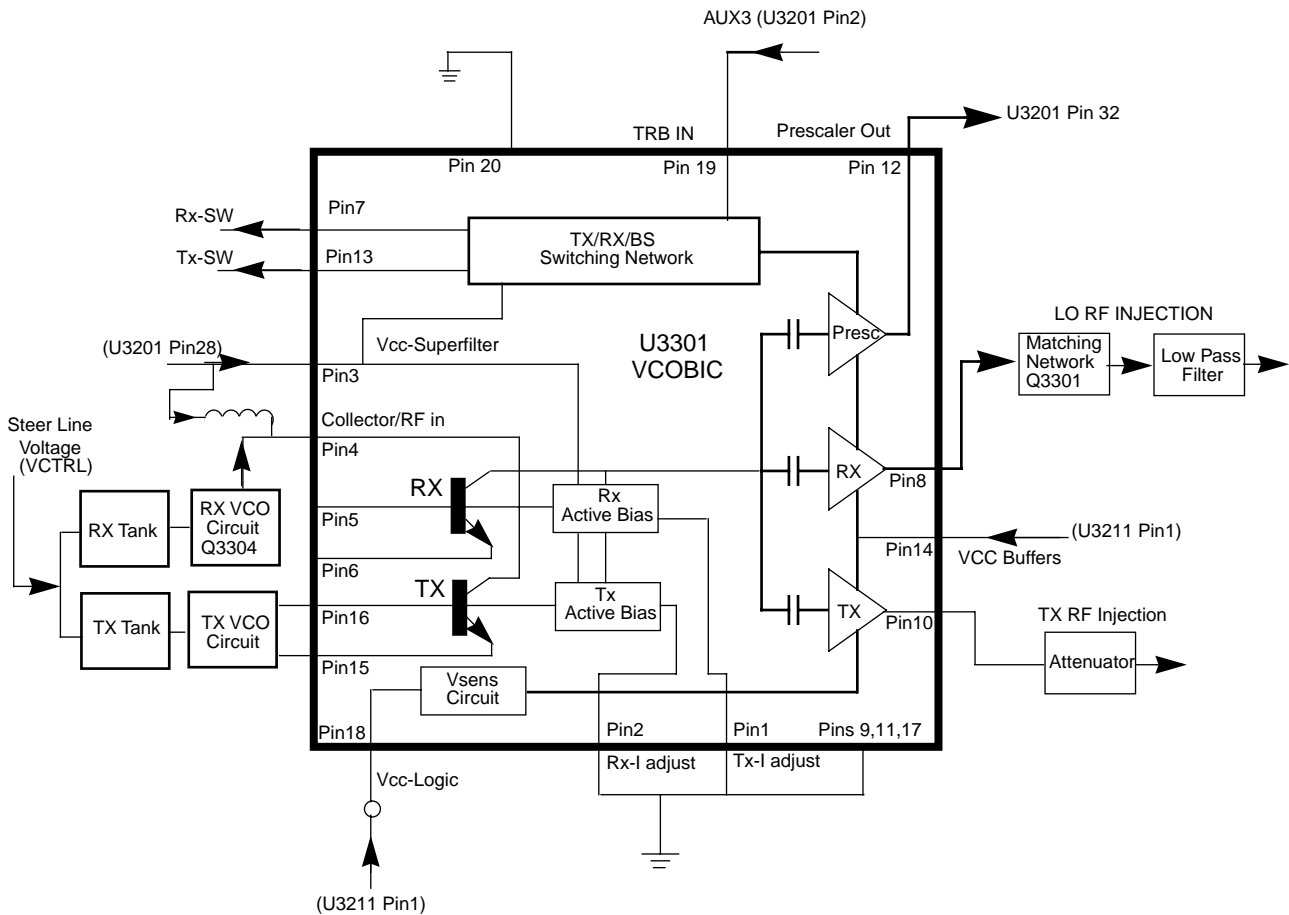 AUX3 (U3201 Pin2)
U3201 Pin 32
TRB IN
Prescaler Out
Pin 20
Pin 19
Pin 12
Rx-SW
Pin7
Tx-SW
Pin13
TX/RX/BS
Switching Network
(U3201 Pin28)
Pin3
Vcc-Superfilter
U3301
VCOBIC
Presc
LO RF INJECTION
Matching
Network
Q3301
Low Pass
Filter
Steer Line
Voltage
(VCTRL)
Collector/RF in
Pin4
RX
Rx
Active Bias
RX
Pin8
RX Tank
RX VCO
Circuit
Q3304
Pin5
Pin6
(U3211 Pin1)
Pin14
VCC Buffers
TX
Tx
Active Bias
TX
Pin10
TX Tank
TX VCO
Circuit
Pin16
Pin15
TX RF Injection
Attenuator
Vsens
Circuit
Pin18
Pin2
Pin1
Pins 9,11,17
Rx-I adjust
Tx-I adjust
Vcc-Logic
(U3211 Pin1)